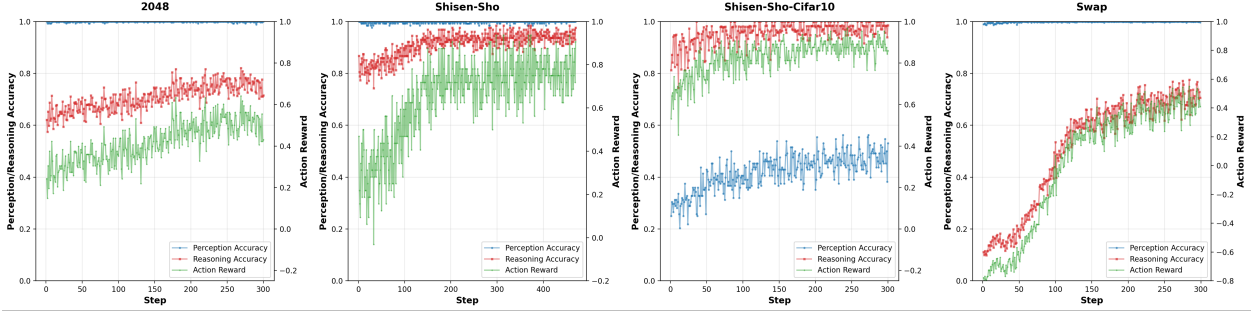 2048
Perception/Reasoning Accuracy
1.0
0.8
0.6
0.4
0.2
0.0
0 50 100 150 200 250 300
Step
1.0
0.8
0.6
0.4
0.2
0.0
−0.2
Action Reward
Perception Accuracy
Reasoning Accuracy
Action Reward
Shisen-Sho
Perception/Reasoning Accuracy
1.0
0.8
0.6
0.4
0.2
0.0
0 100 200 300 400
Step
1.0
0.8
0.6
0.4
0.2
0.0
−0.2
Action Reward
Perception Accuracy
Reasoning Accuracy
Action Reward
Shisen-Sho-Cifar10
Perception/Reasoning Accuracy
1.0
0.8
0.6
0.4
0.2
0.0
0 50 100 150 200 250 300
Step
1.0
0.8
0.6
0.4
0.2
0.0
−0.2
Action Reward
Perception Accuracy
Reasoning Accuracy
Action Reward
Swap
Perception/Reasoning Accuracy
1.0
0.8
0.6
0.4
0.2
0.0
0 50 100 150 200 250 300
Step
1.0
0.8
0.6
0.4
0.2
0.0
−0.2
−0.4
−0.6
−0.8
Action Reward
Perception Accuracy
Reasoning Accuracy
Action Reward